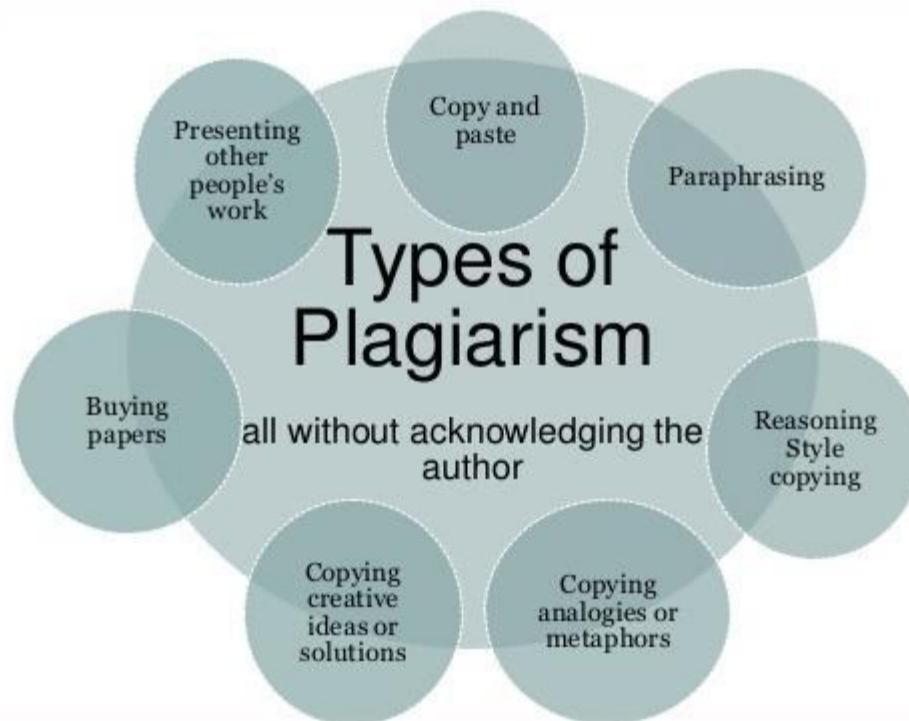 Types of
Plagiarism
all without acknowledging the
author
Copy and
paste
Paraphrasing
Reasoning
Style
copying
Copying
analogies or
metaphors
Copying
creative
ideas or
solutions
Buying
papers
Presenting
other
people's
work